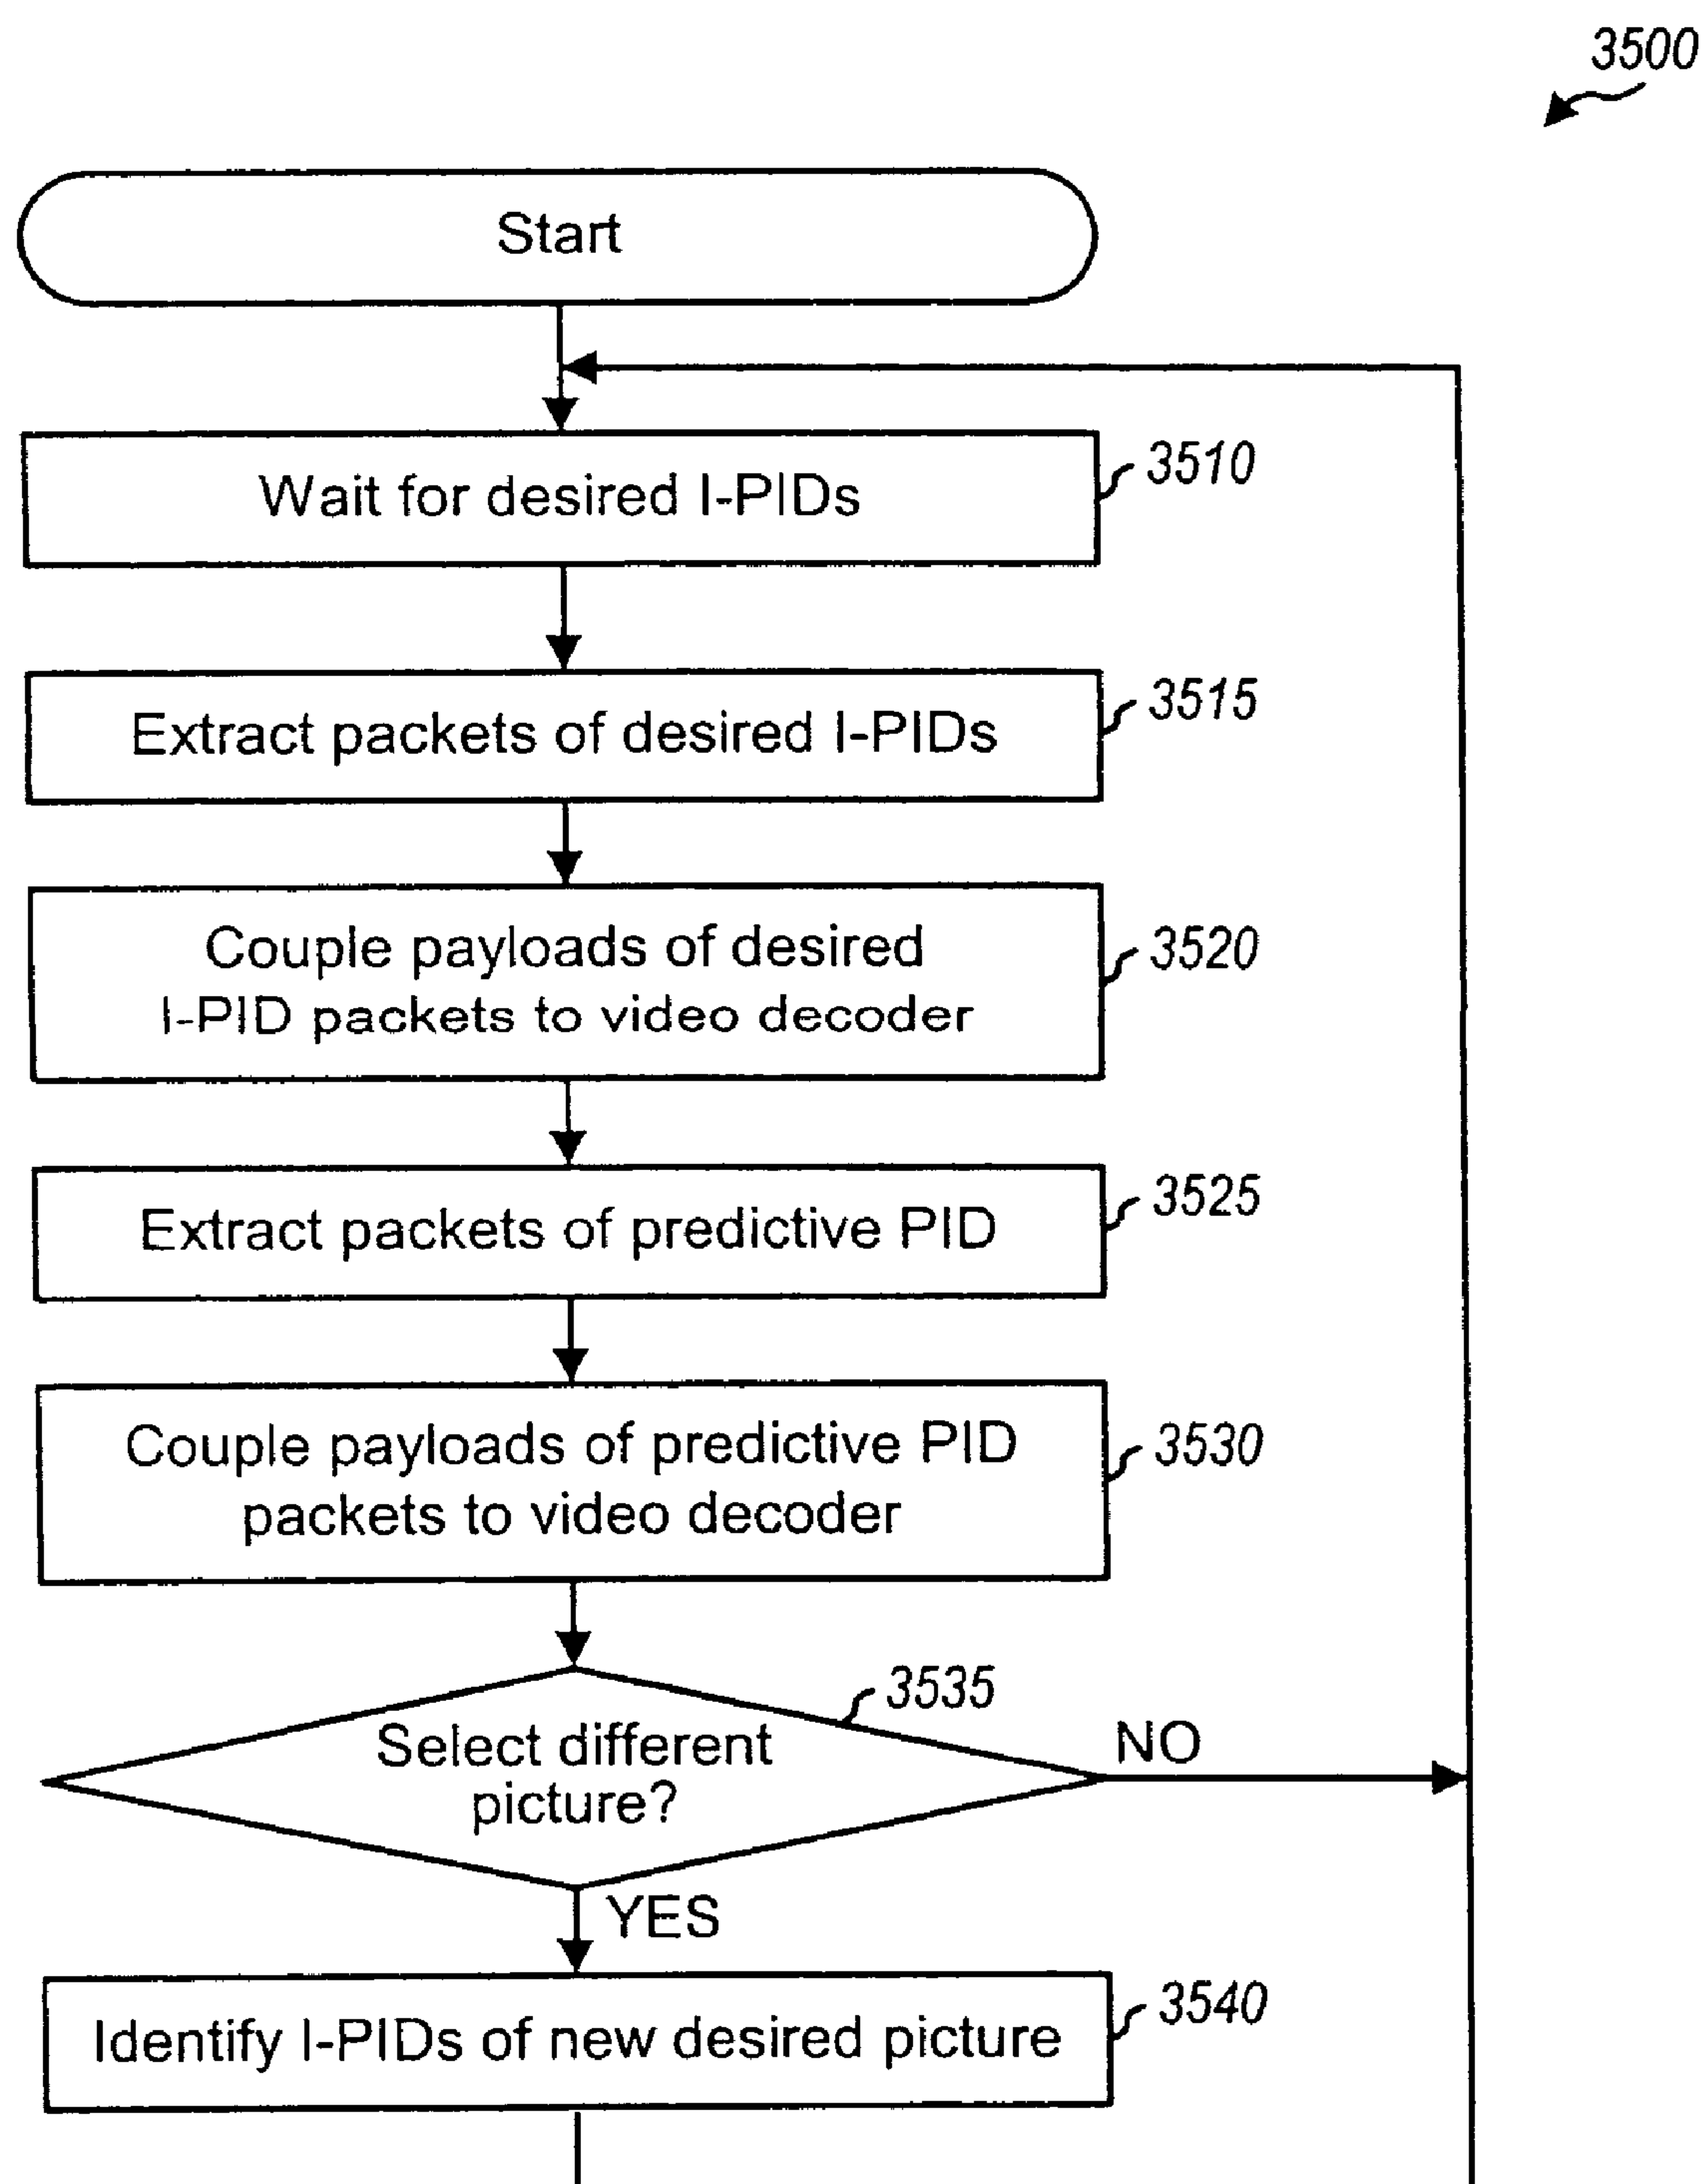 3500
Start
Wait for desired I-PIDs
3510
Extract packets of desired I-PIDs
3515
Couple payloads of desired
I-PID packets to video decoder
3520
Extract packets of predictive PID
3525
Couple payloads of predictive PID
packets to video decoder
3530
3535
Select different
picture?
NO
YES
Identify I-PIDs of new desired picture
3540